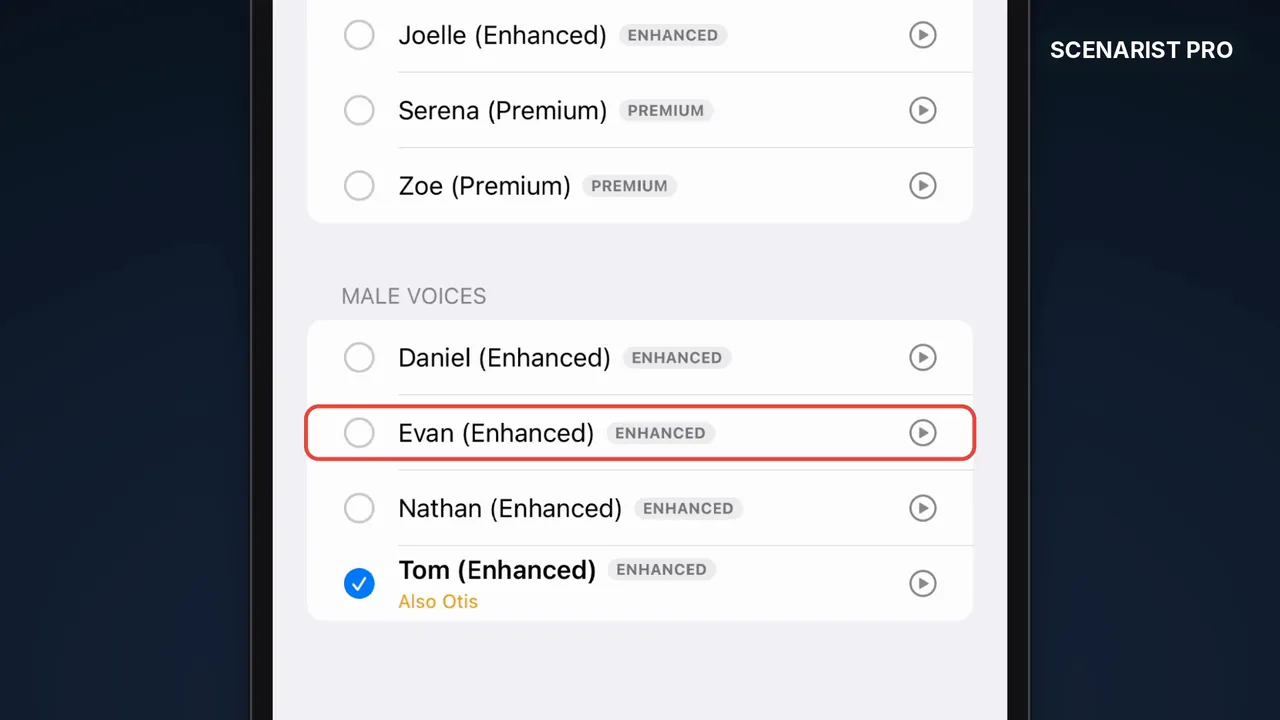 SCENARIST PRO
Joelle (Enhanced) ENHANCED
Serena (Premium) PREMIUM
Zoe (Premium) PREMIUM
MALE VOICES
Daniel (Enhanced) ENHANCED
Evan (Enhanced) ENHANCED
Nathan (Enhanced) ENHANCED
Tom (Enhanced) ENHANCED
Also Otis